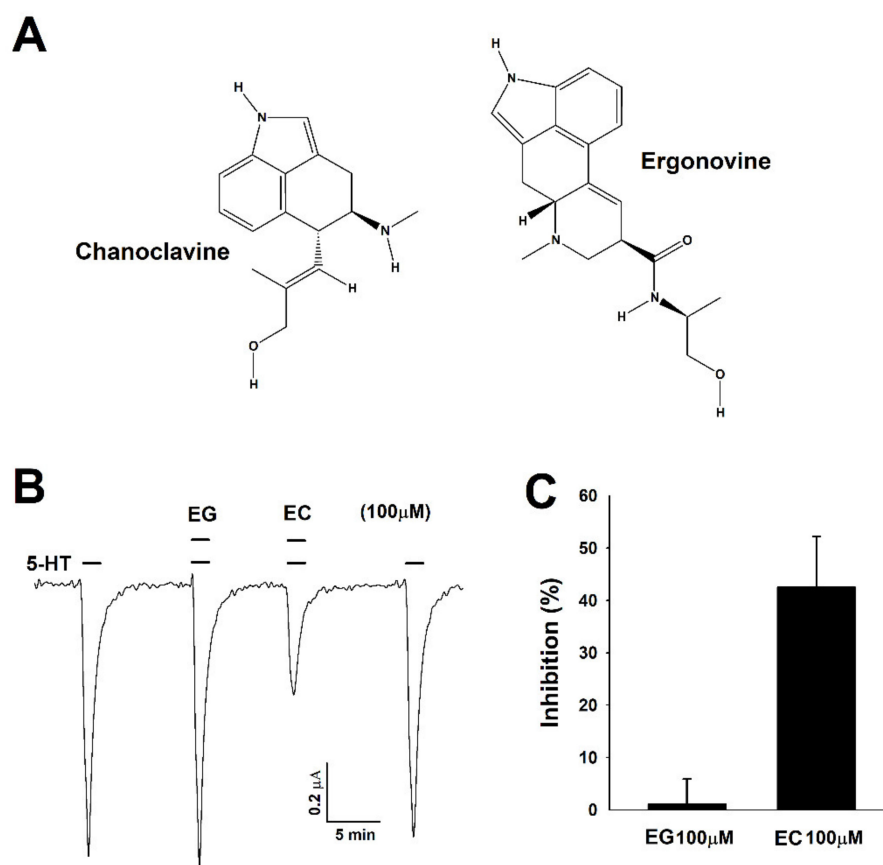 A
H
N
Chanoclavine
N
H
H
O
H
H
N
Ergonovine
H
N
O
N
H
O
H
B
EG
EC
(100μM)
5-HT
0.2 μA
5 min
C
Inhibition (%)
60
50
40
30
20
10
0
EG100μM
EC100μM